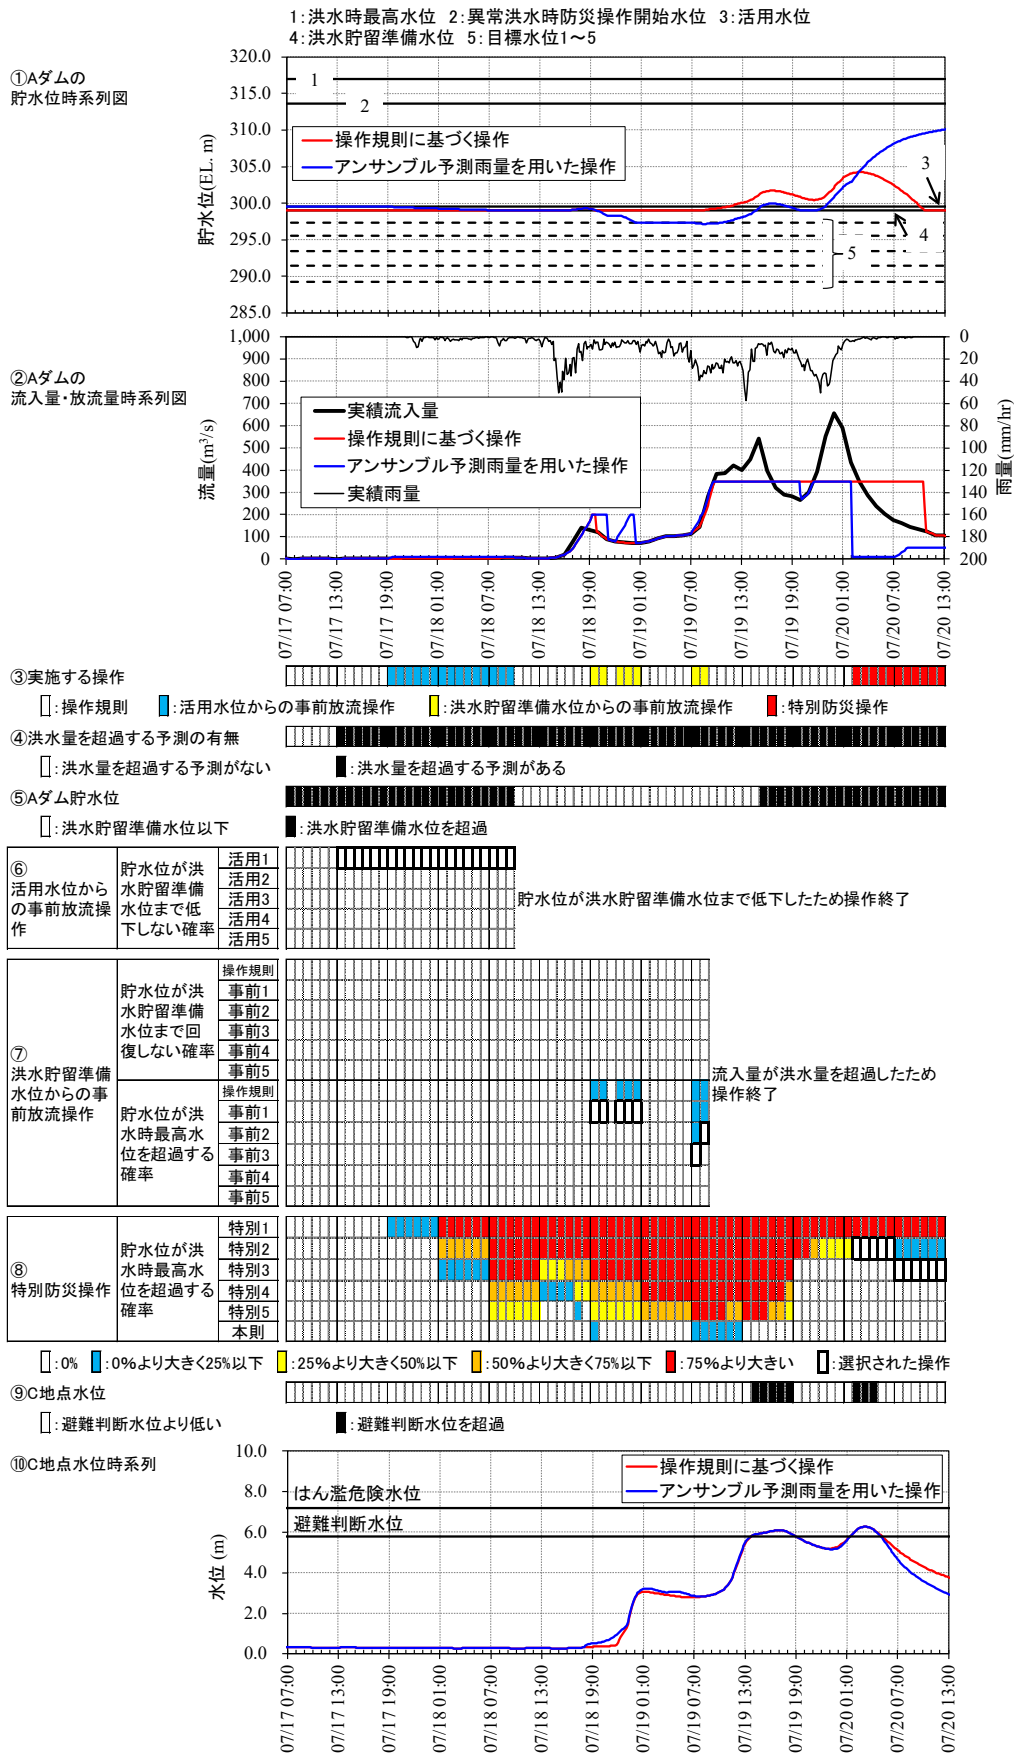 1：洪水時最高水位 2：異常洪水時防災操作開始水位 3：活用水位
4：洪水貯留準備水位 5：目標水位1～5
①Aダムの
貯水位時系列図
貯水位(EL. m)
320.0
315.0
310.0
305.0
300.0
295.0
290.0
285.0
1
2
操作規則に基づく操作
アンサンブル予測雨量を用いた操作
3
4
5
②Aダムの
流入量・放流量時系列図
流量(m³/s)
1,000
900
800
700
600
500
400
300
200
100
0
実績流入量
操作規則に基づく操作
アンサンブル予測雨量を用いた操作
実績雨量
0
20
40
60
80
100
120
140
160
180
200
雨量(mm/hr)
07/17 07:00
07/17 13:00
07/17 19:00
07/18 01:00
07/18 07:00
07/18 13:00
07/18 19:00
07/19 01:00
07/19 07:00
07/19 13:00
07/19 19:00
07/20 01:00
07/20 07:00
07/20 13:00
③実施する操作
：操作規則 ：活用水位からの事前放流操作 ：洪水貯留準備水位からの事前放流操作 ：特別防災操作
④洪水量を超過する予測の有無
：洪水量を超過する予測がない ：洪水量を超過する予測がある
⑤Aダム貯水位
：洪水貯留準備水位以下 ：洪水貯留準備水位を超過
⑥
活用水位から
の事前放流操
作
貯水位が洪
水貯留準備
水位まで低
下しない確率
活用1
活用2
活用3
活用4
活用5
貯水位が洪水貯留準備水位まで低下したため操作終了
⑦
洪水貯留準備
水位からの事
前放流操作
貯水位が洪
水貯留準備
水位まで回
復しない確率
操作規則
事前1
事前2
事前3
事前4
事前5
貯水位が洪
水時最高水
位を超過する
確率
操作規則
事前1
事前2
事前3
事前4
事前5
流入量が洪水量を超過したため
操作終了
⑧
特別防災操作
貯水位が洪
水時最高水
位を超過する
確率
特別1
特別2
特別3
特別4
特別5
本則
：0% ：0%より大きく25%以下 ：25%より大きく50%以下 ：50%より大きく75%以下 ：75%より大きい ：選択された操作
⑨C地点水位
：避難判断水位より低い ：避難判断水位を超過
⑩C地点水位時系列
水位 (m)
10.0
8.0
6.0
4.0
2.0
0.0
操作規則に基づく操作
アンサンブル予測雨量を用いた操作
はん濫危険水位
避難判断水位
07/17 07:00
07/17 13:00
07/17 19:00
07/18 01:00
07/18 07:00
07/18 13:00
07/18 19:00
07/19 01:00
07/19 07:00
07/19 13:00
07/19 19:00
07/20 01:00
07/20 07:00
07/20 13:00